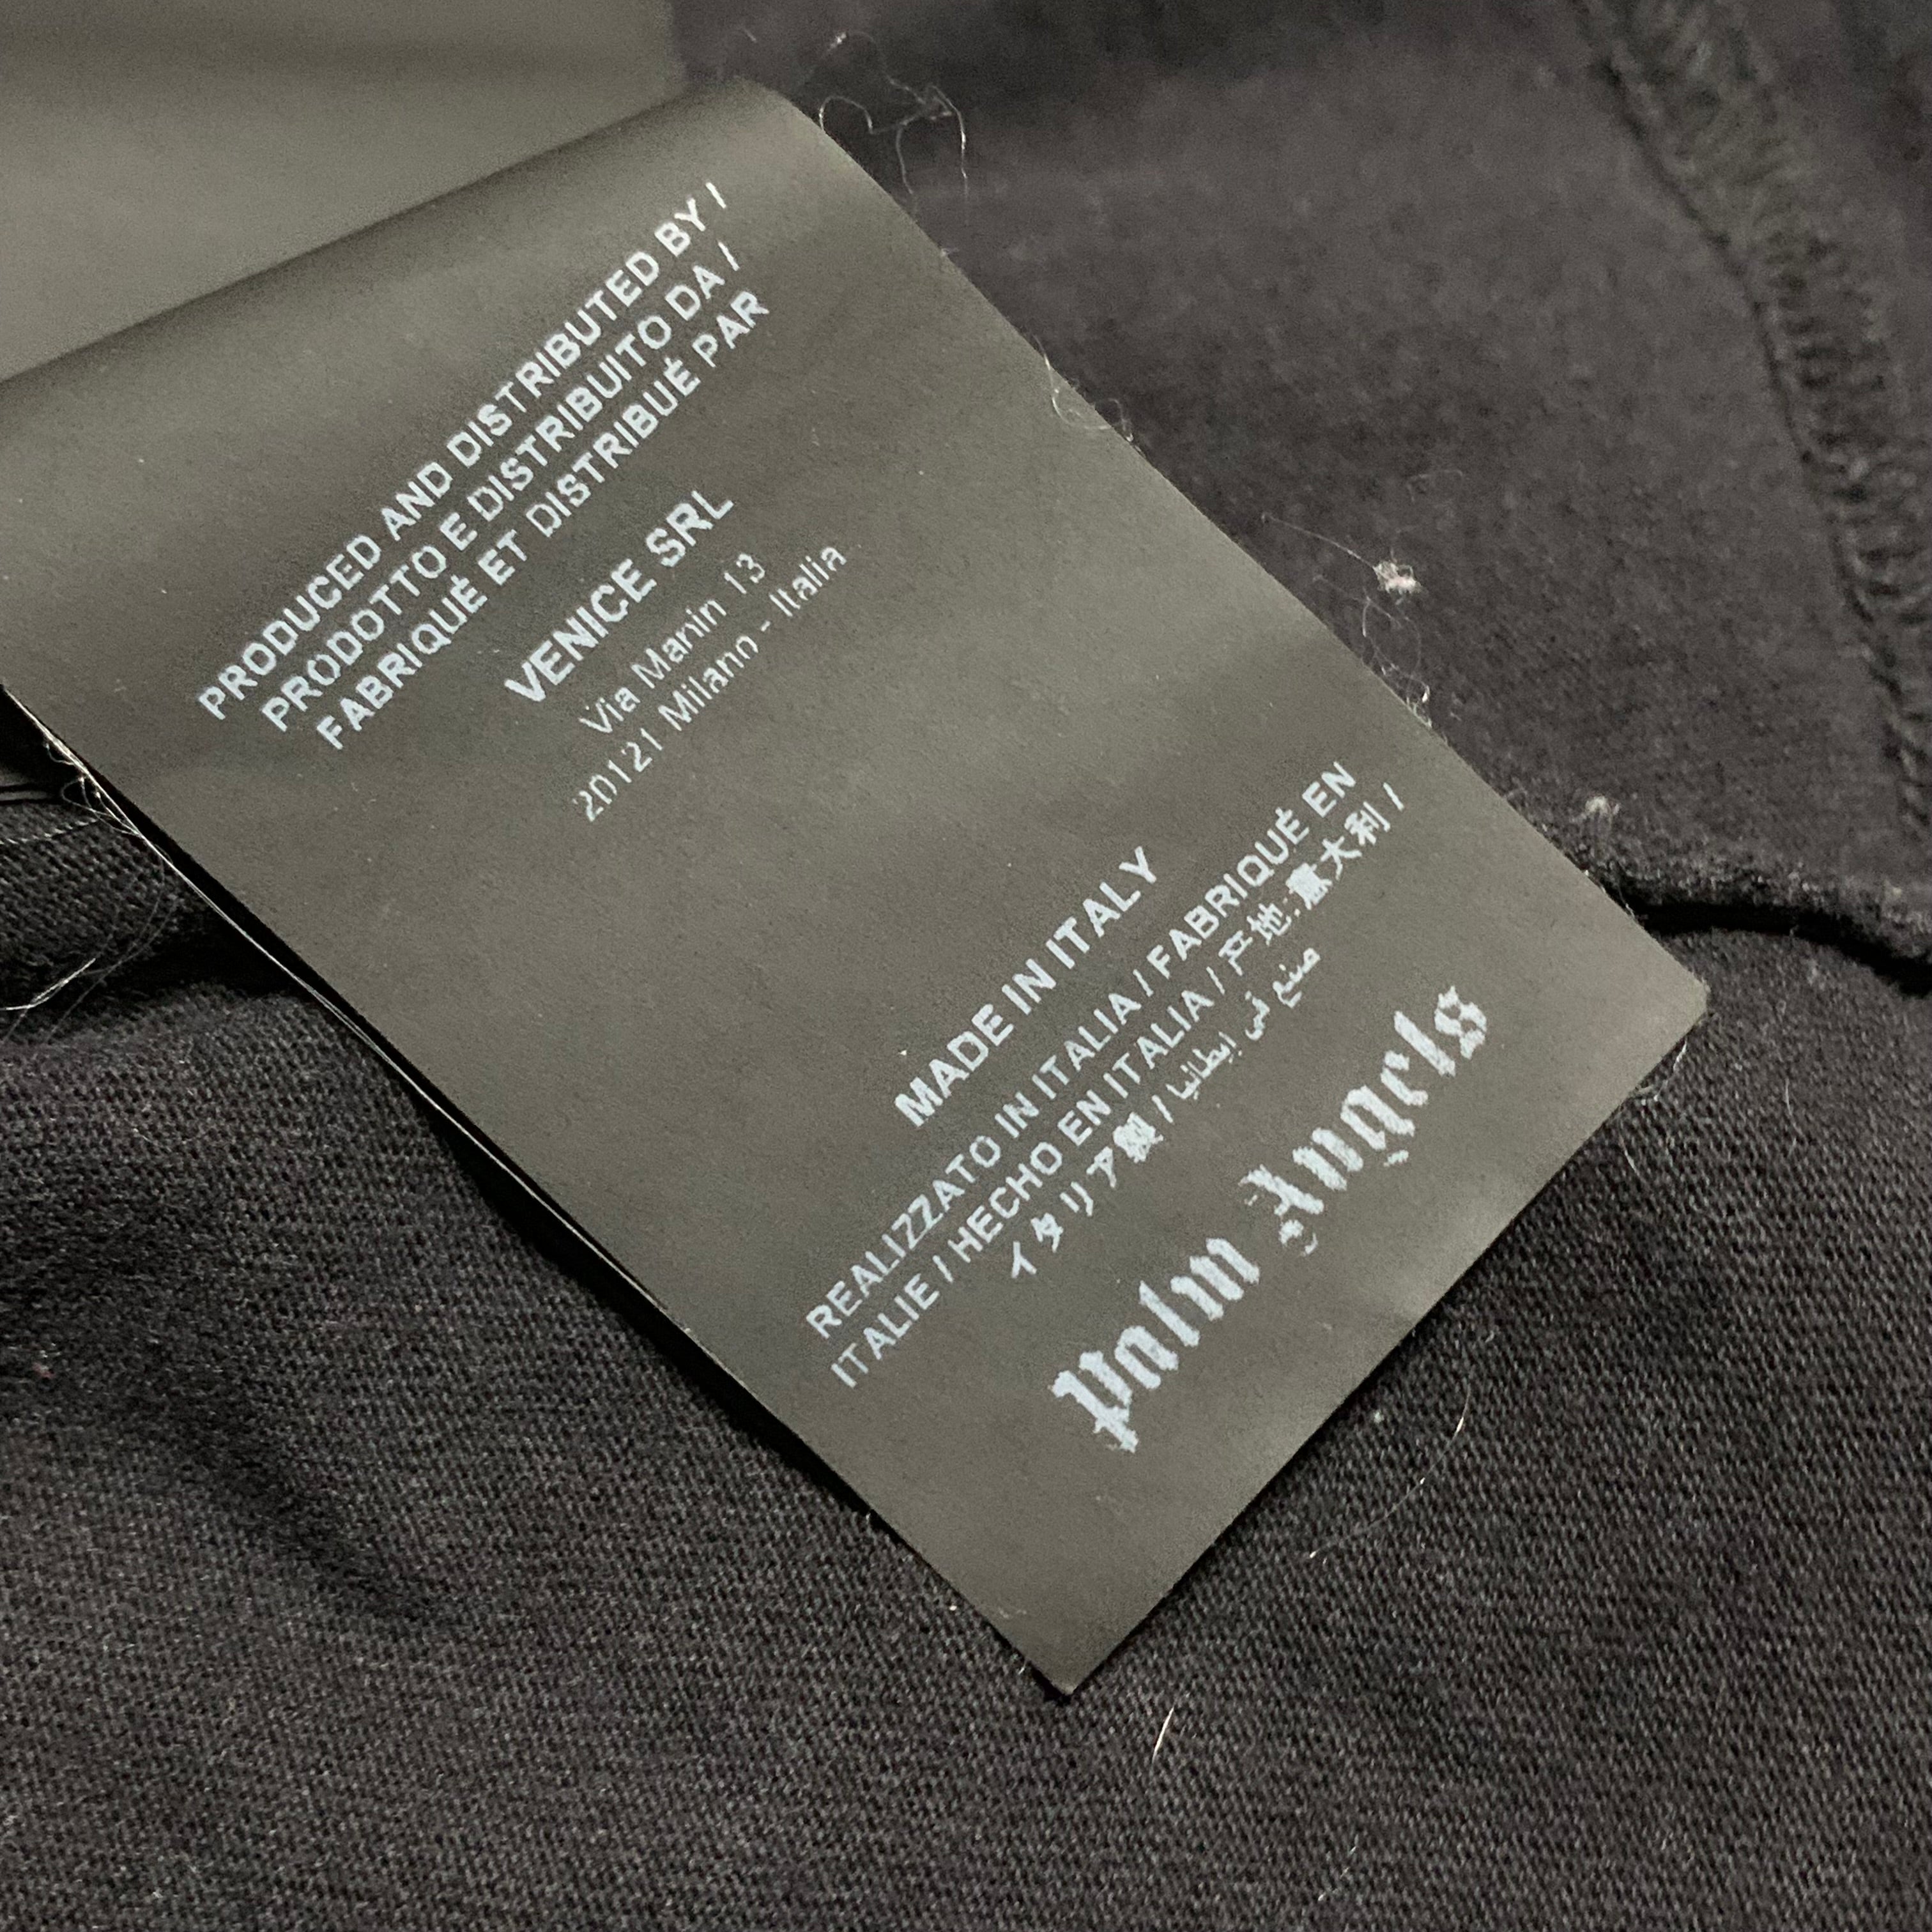 PRODUCED AND DISTRIBUTED BY /
PRODOTTO E DISTRIBUITO DA /
FABRIQUÉ ET DISTRIBUÉ PAR
VENICE SRL
Via Manin 13
20121 Milano - Italia
MADE IN ITALY
REALIZZATO IN ITALIA / FABRIQUÉ EN
ITALIE / HECHO EN ITALIA / 产地:意大利 /
イタリア製 / صنع في إيطاليا
Palm Angels